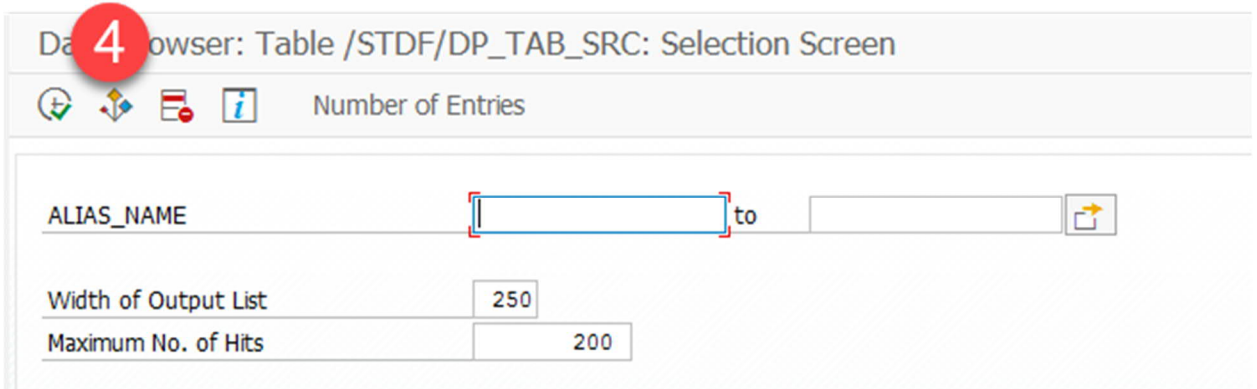 Da 4 owser: Table /STDF/DP_TAB_SRC: Selection Screen
i Number of Entries
ALIAS_NAME to
Width of Output List 250
Maximum No. of Hits 200